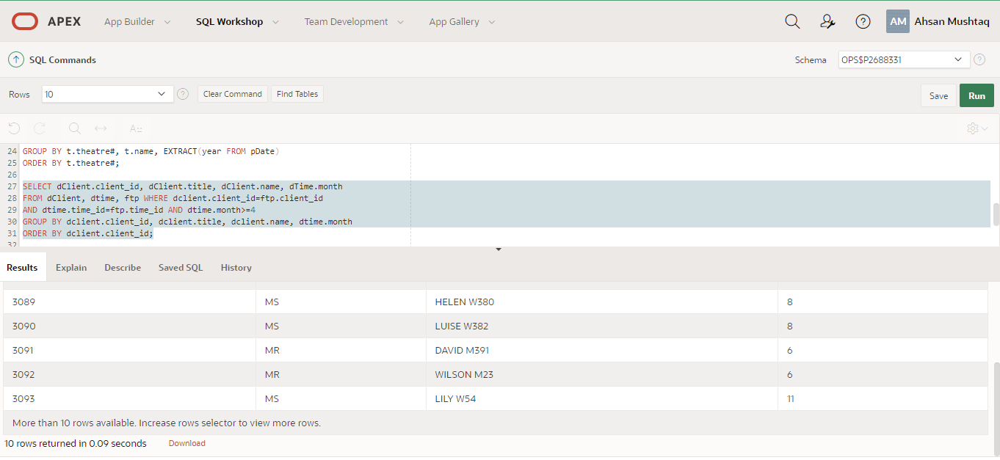 APEX App Builder SQL Workshop Team Development App Gallery AM Ahsan Mushtaq
SQL Commands Schema OPS$P2688331
Rows 10 Clear Command Find Tables Save Run
A::
24 GROUP BY t.theatre#, t.name, EXTRACT(year FROM pDate)
25 ORDER BY t.theatre#;
26
27 SELECT dClient.client_id, dClient.title, dClient.name, dTime.month
28 FROM dClient, dtime, ftp WHERE dclient.client_id=ftp.client_id
29 AND dtime.time_id=ftp.time_id AND dtime.month>=4
30 GROUP BY dclient.client_id, dclient.title, dclient.name, dtime.month
31 ORDER BY dclient.client_id;
32
Results Explain Describe Saved SQL History
3089 MS HELEN W380 8
3090 MS LUISE W382 8
3091 MR DAVID M391 6
3092 MR WILSON M23 6
3093 MS LILY W54 11
More than 10 rows available. Increase rows selector to view more rows.
10 rows returned in 0.09 seconds Download